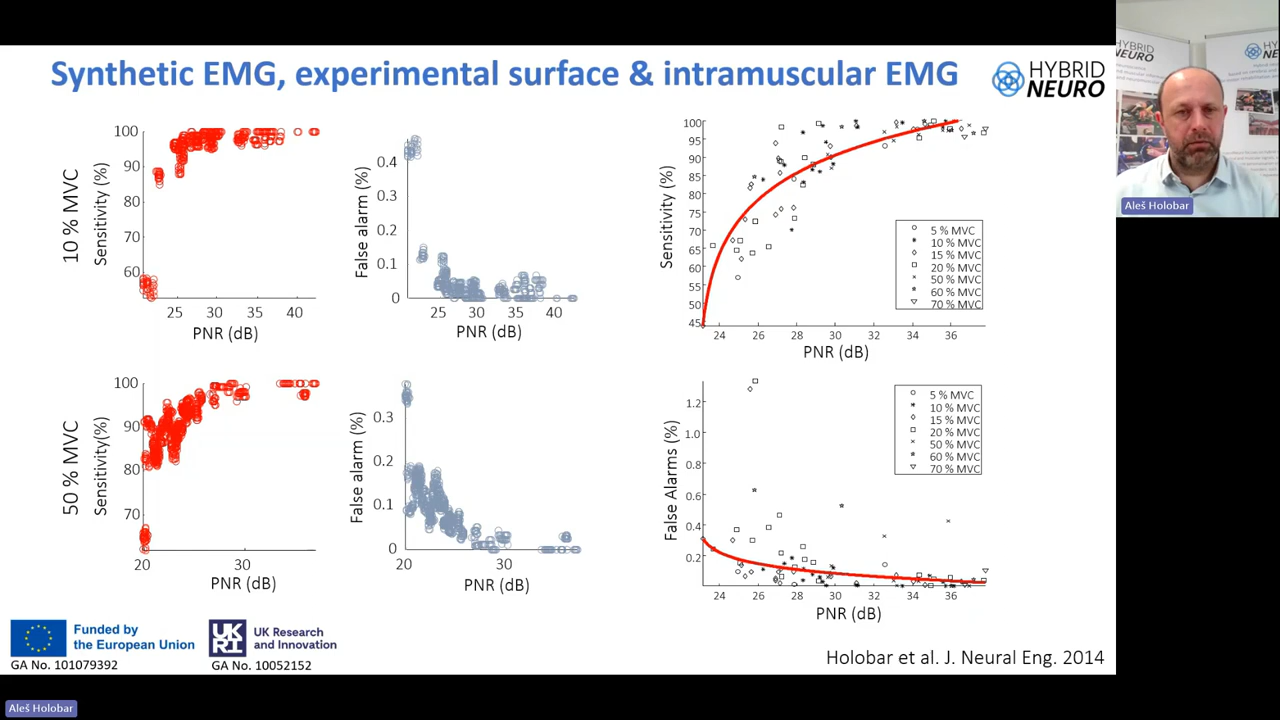 Synthetic EMG, experimental surface & intramuscular EMG
HYBRID
NEURO
10 % MVC
Sensitivity (%)
100
90
80
70
60
25
30
35
40
PNR (dB)
False alarm (%)
0.4
0.3
0.2
0.1
0
25
30
35
40
PNR (dB)
Sensitivity (%)
100
95
90
85
80
75
70
65
60
55
50
45
24
26
28
30
32
34
36
PNR (dB)
5 % MVC
10 % MVC
15 % MVC
20 % MVC
50 % MVC
60 % MVC
70 % MVC
50 % MVC
Sensitivity(%)
100
90
80
70
20
30
PNR (dB)
False alarm (%)
0.3
0.2
0.1
0
20
30
PNR (dB)
False Alarms (%)
1.2
1.0
0.8
0.6
0.4
0.2
24
26
28
30
32
34
36
PNR (dB)
5 % MVC
10 % MVC
15 % MVC
20 % MVC
50 % MVC
60 % MVC
70 % MVC
Funded by
the European Union
GA No. 101079392
UK
RI
UK Research
and Innovation
GA No. 10052152
Holobar et al. J. Neural Eng. 2014
HYBRID
NEURO
Aleš Holobar
Aleš Holobar